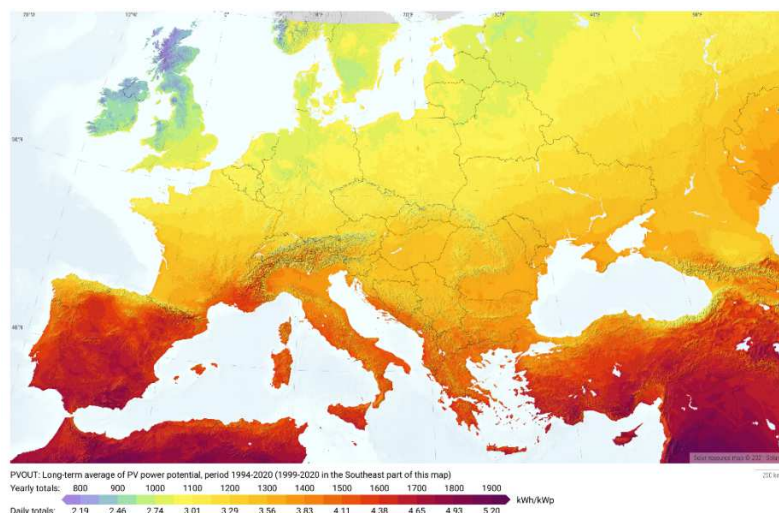 PVOUT: Long-term average of PV power potential, period 1994-2020 (1999-2020 in the Southeast part of this map)
Yearly totals: 800 900 1000 1100 1200 1300 1400 1500 1600 1700 1800 1900 kWh/kWp
Daily totals: 2.19 2.46 2.74 3.01 3.29 3.56 3.83 4.11 4.38 4.65 4.93 5.20